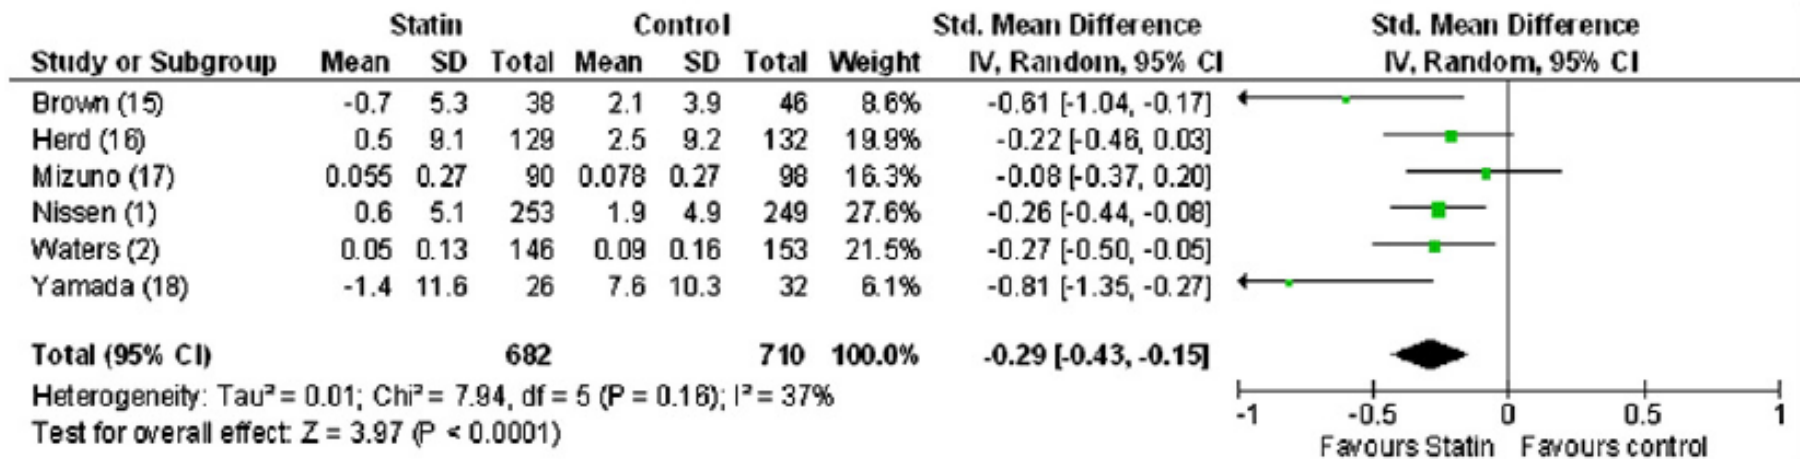 Statin Control Std. Mean Difference Std. Mean Difference
Study or Subgroup Mean SD Total Mean SD Total Weight IV, Random, 95% CI IV, Random, 95% CI
Brown (15) -0.7 5.3 38 2.1 3.9 46 8.6% -0.61 [-1.04, -0.17]
Herd (16) 0.5 9.1 129 2.5 9.2 132 19.9% -0.22 [-0.46, 0.03]
Mizuno (17) 0.055 0.27 90 0.078 0.27 98 16.3% -0.08 [-0.37, 0.20]
Nissen (1) 0.6 5.1 253 1.9 4.9 249 27.6% -0.26 [-0.44, -0.08]
Waters (2) 0.05 0.13 146 0.09 0.16 153 21.5% -0.27 [-0.50, -0.05]
Yamada (18) -1.4 11.6 26 7.6 10.3 32 6.1% -0.81 [-1.35, -0.27]
Total (95% CI) 682 710 100.0% -0.29 [-0.43, -0.15]
Heterogeneity: Tau² = 0.01; Chi² = 7.94, df = 5 (P = 0.16); I² = 37%
Test for overall effect: Z = 3.97 (P < 0.0001)
-1 -0.5 0 0.5 1
Favours Statin Favours control